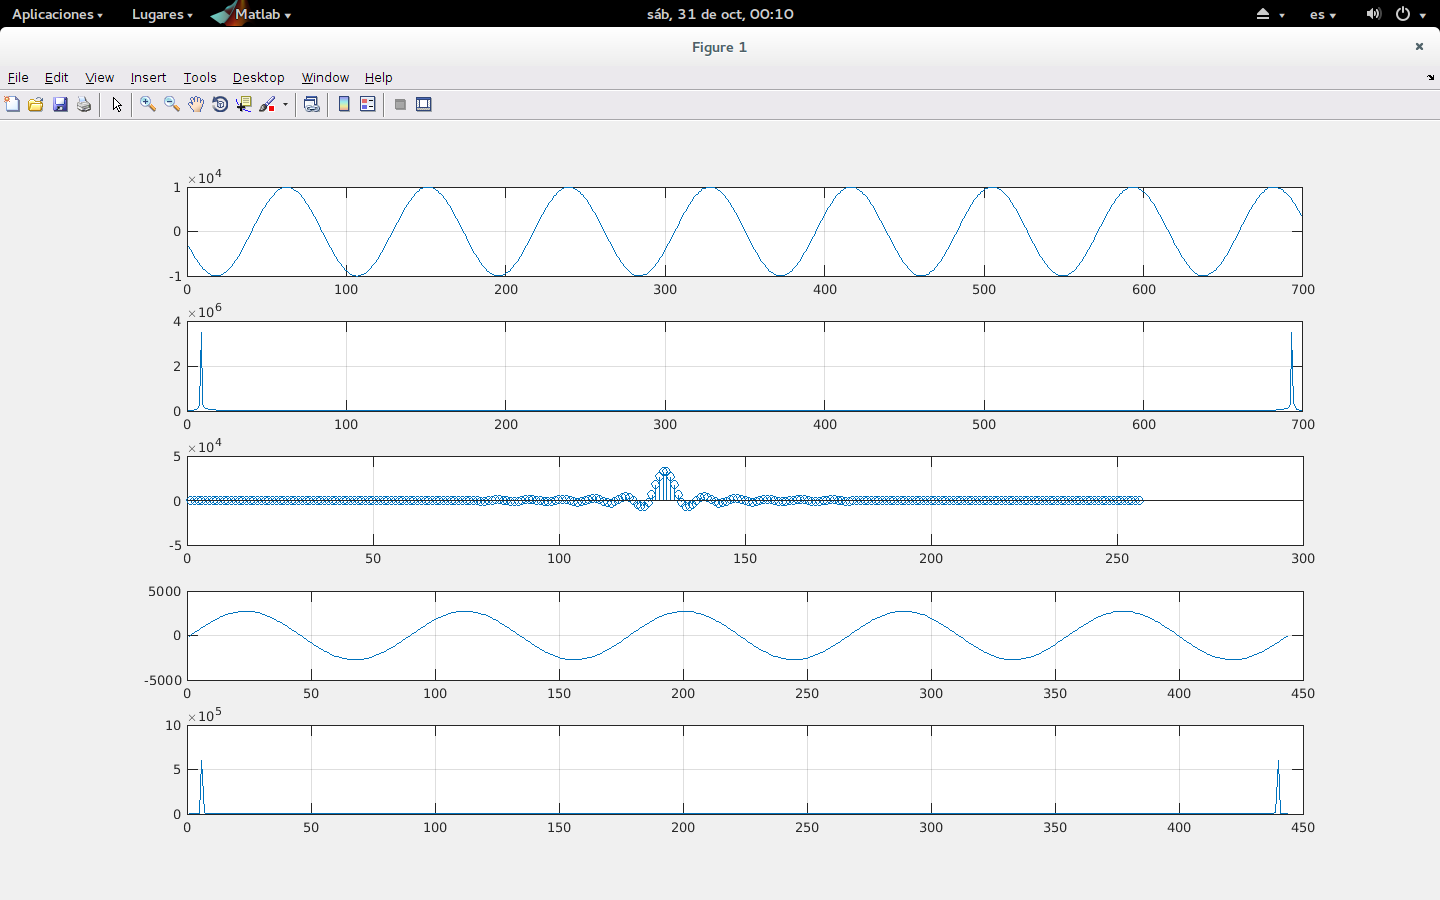 Aplicaciones Lugares Matlab sáb, 31 de oct, 00:10 es
Figure 1
File Edit View Insert Tools Desktop Window Help
×10^4
1
0
-1
0 100 200 300 400 500 600 700
×10^6
4
2
0
0 100 200 300 400 500 600 700
×10^4
5
0
-5
0 50 100 150 200 250 300
5000
0
-5000
0 50 100 150 200 250 300 350 400 450
×10^5
10
5
0
0 50 100 150 200 250 300 350 400 450